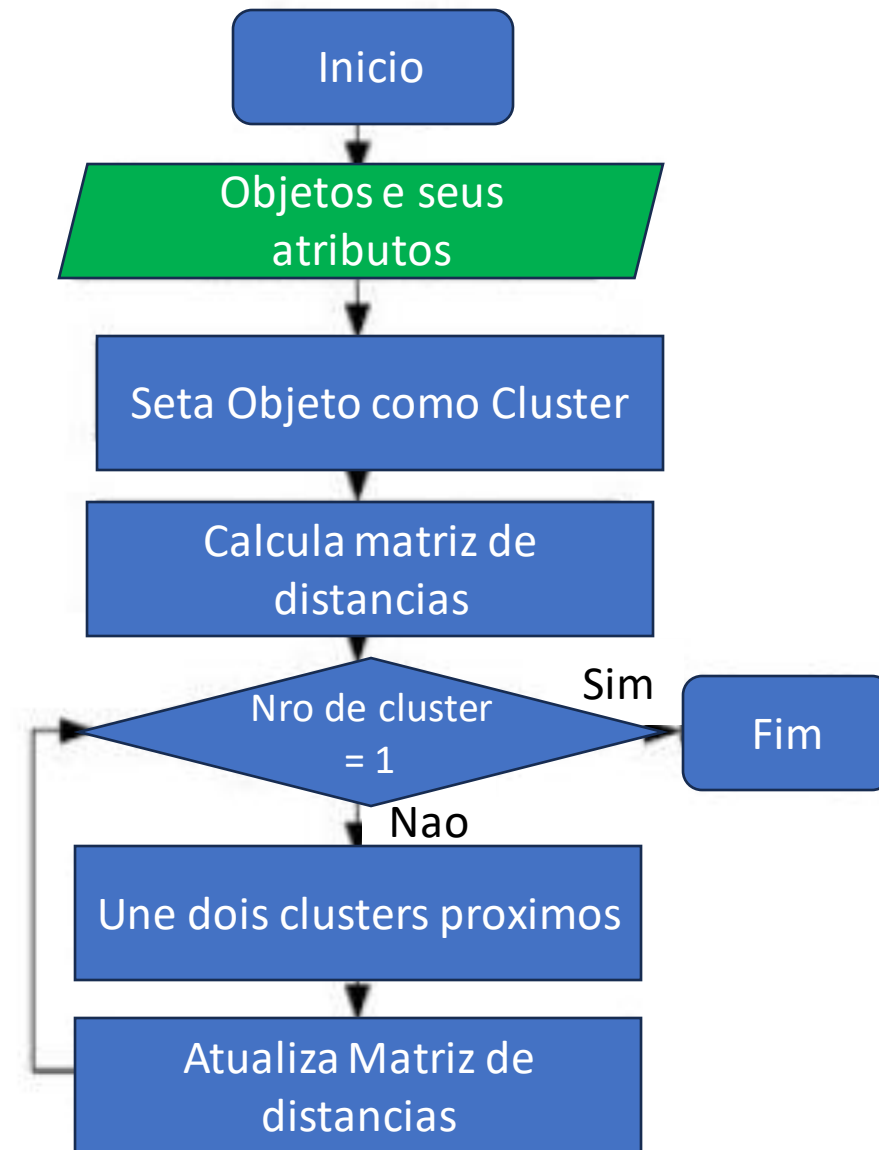 Inicio
Objetos e seus
atributos
Seta Objeto como Cluster
Calcula matriz de
distancias
Sim
Nro de cluster
= 1
Fim
Nao
Une dois clusters proximos
Atualiza Matriz de
distancias